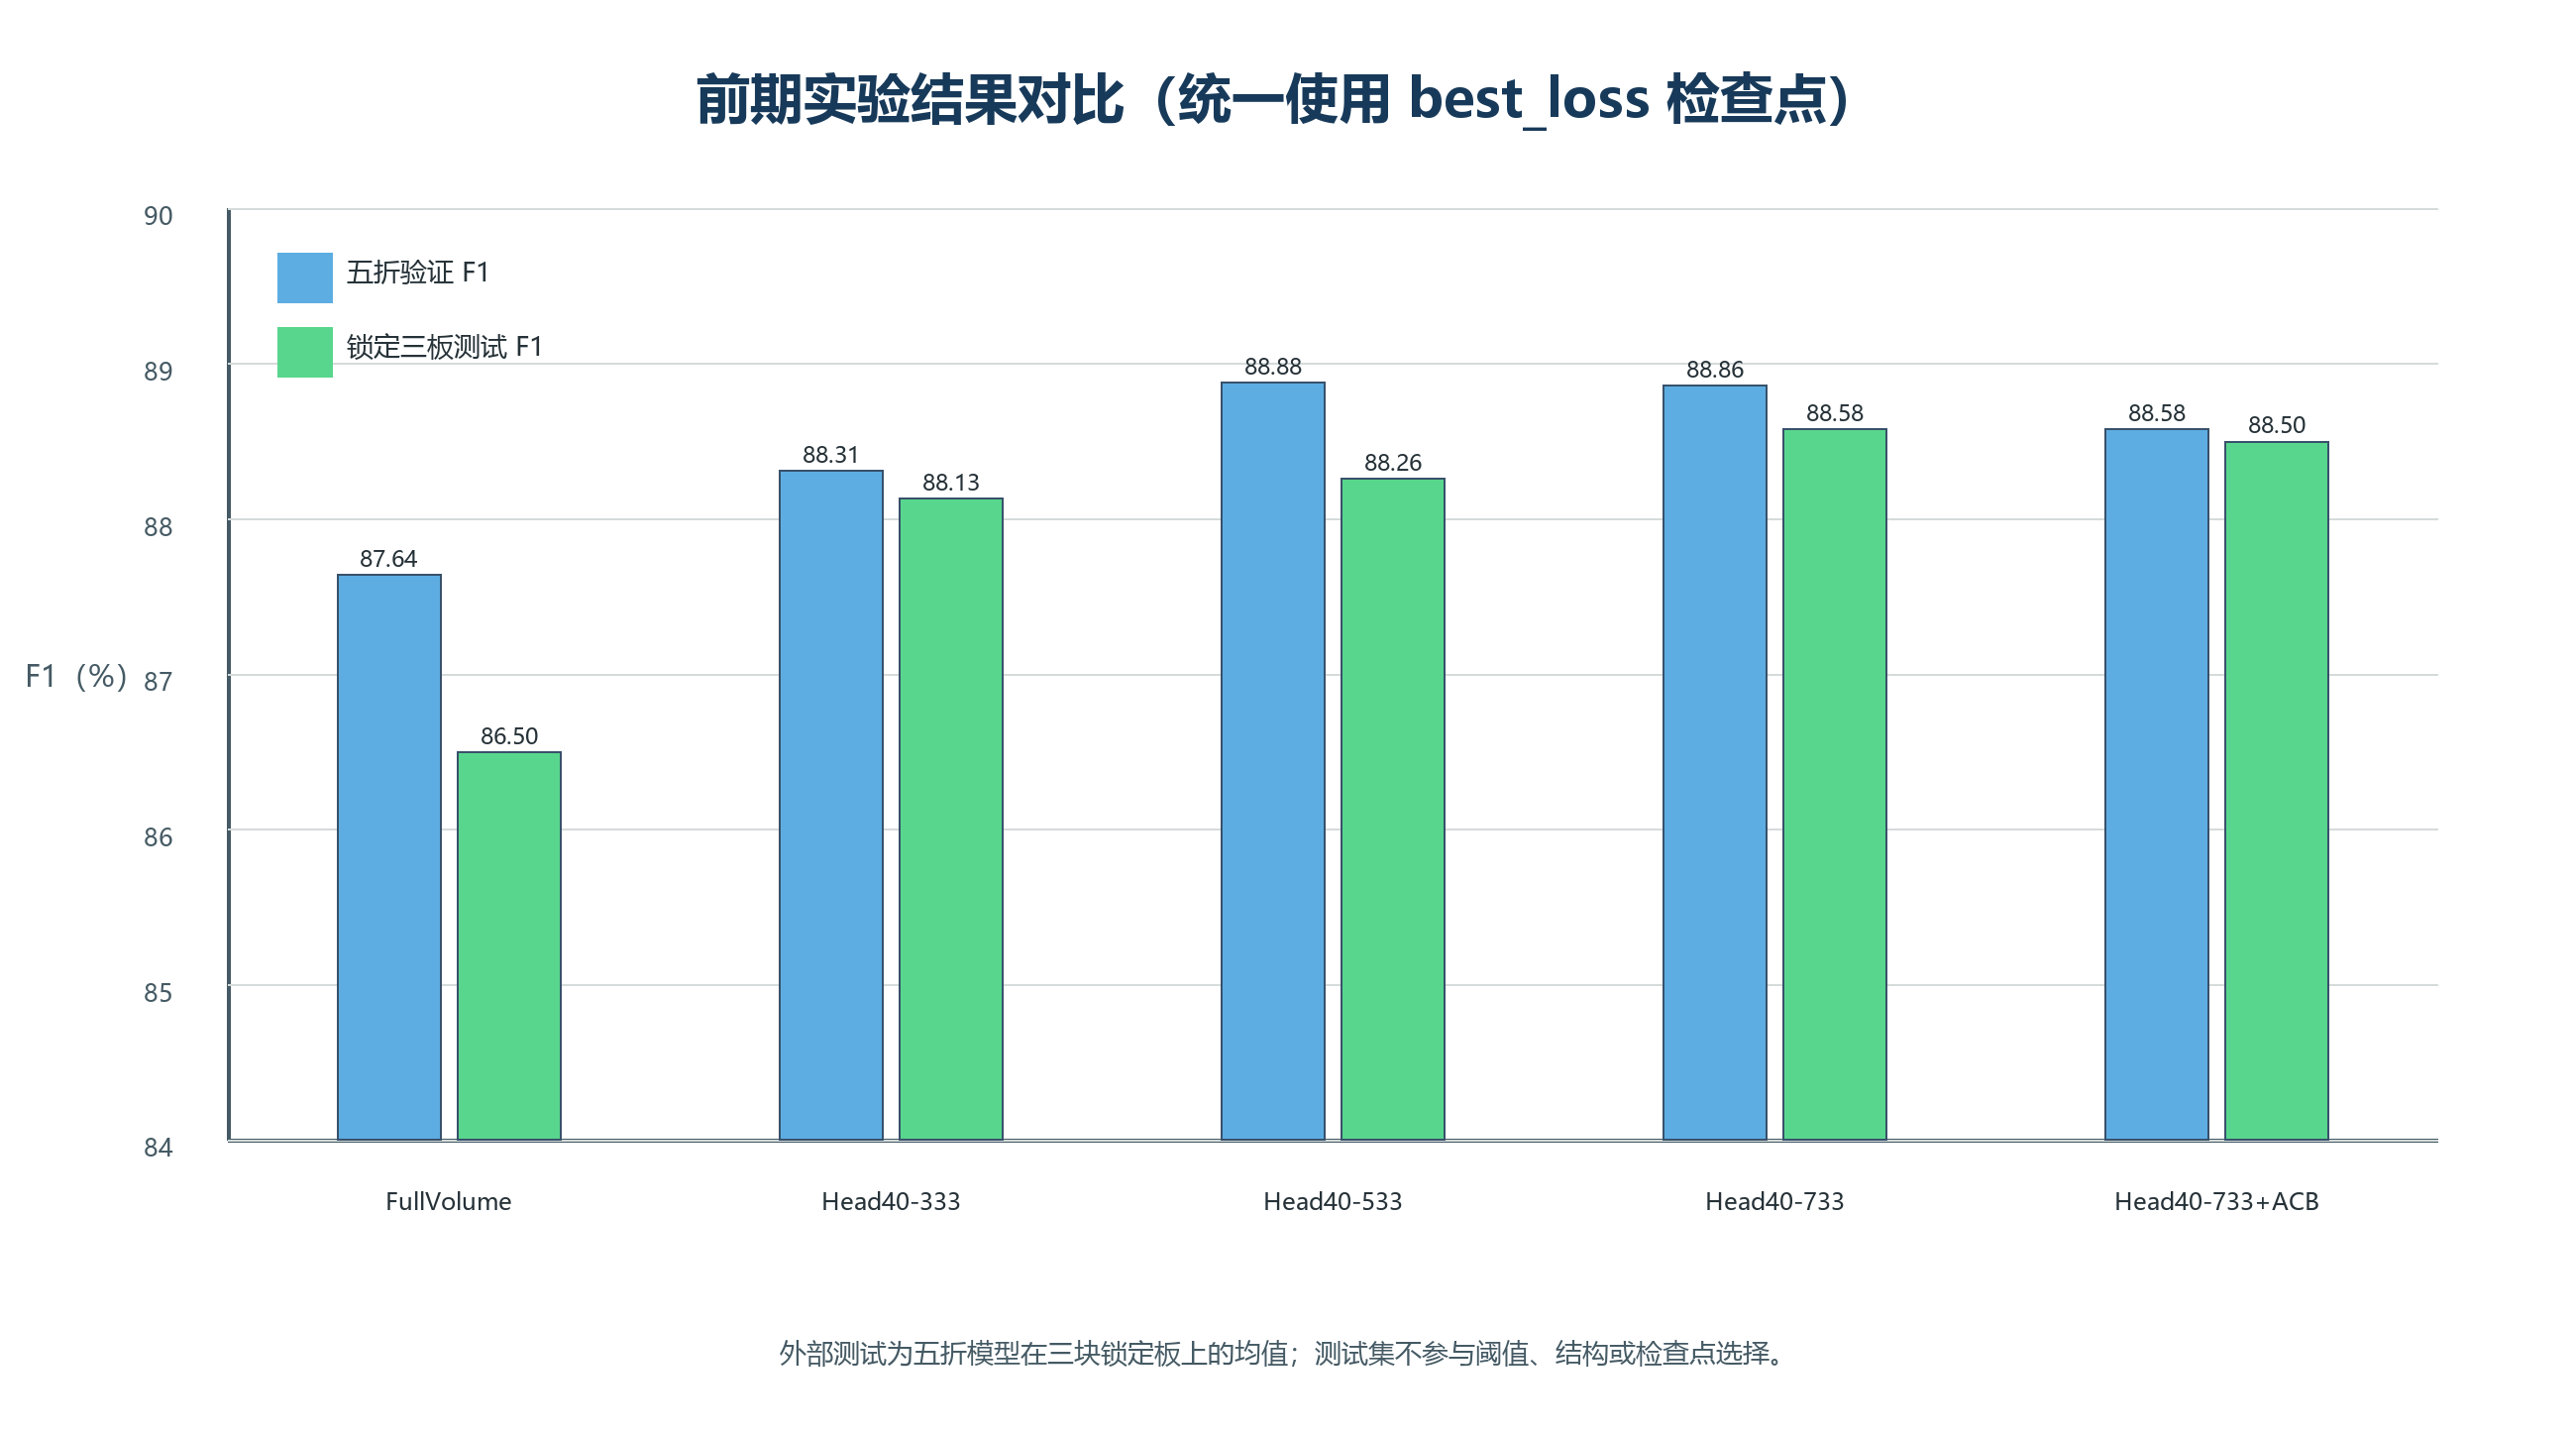 前期实验结果对比（统一使用 best_loss 检查点）
90
五折验证 F1
锁定三板测试 F1
89
88.88
88.86
88.58
88.58
88.50
88.31
88.26
88.13
88
87.64
F1（%）
87
86.50
86
85
84
FullVolume
Head40-333
Head40-533
Head40-733
Head40-733+ACB
外部测试为五折模型在三块锁定板上的均值；测试集不参与阈值、结构或检查点选择。